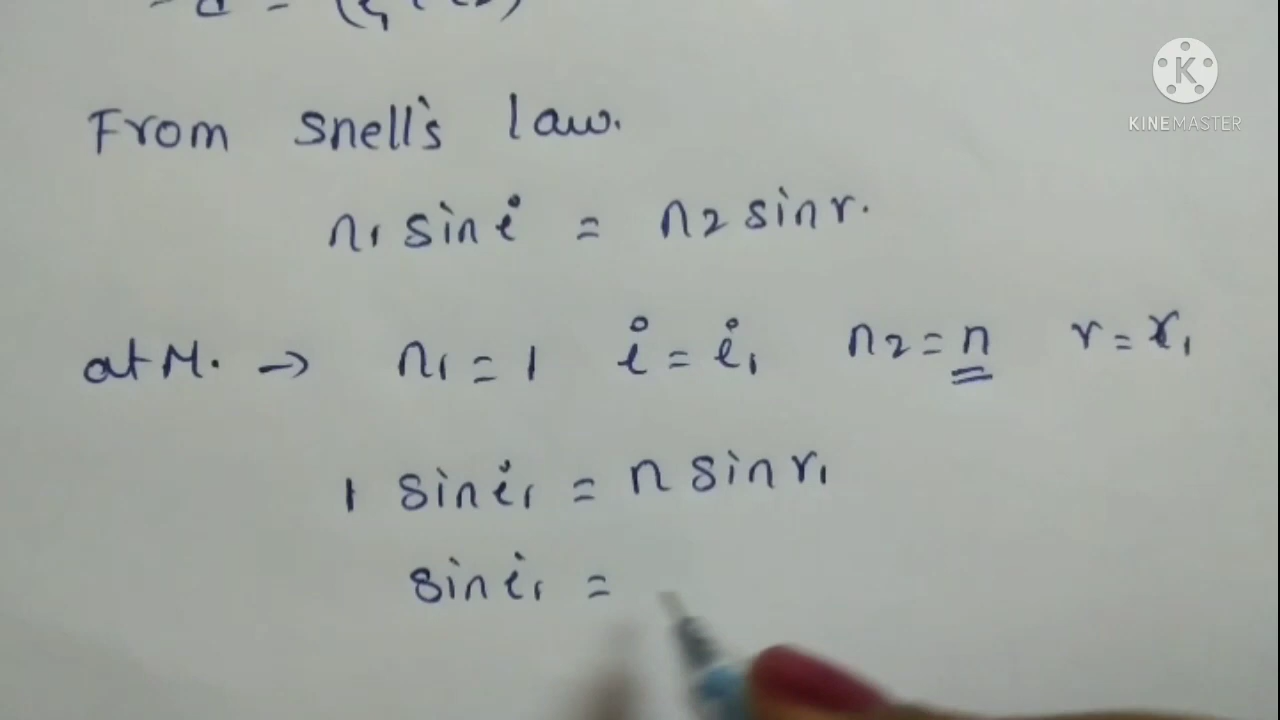 K
KINEMASTER
From snell's law.
n₁ sin i = n₂ sin r.
at M. → n₁ = 1 i = i₁ n₂ = n r = r₁
1 sin i₁ = n sin r₁
sin i₁ =